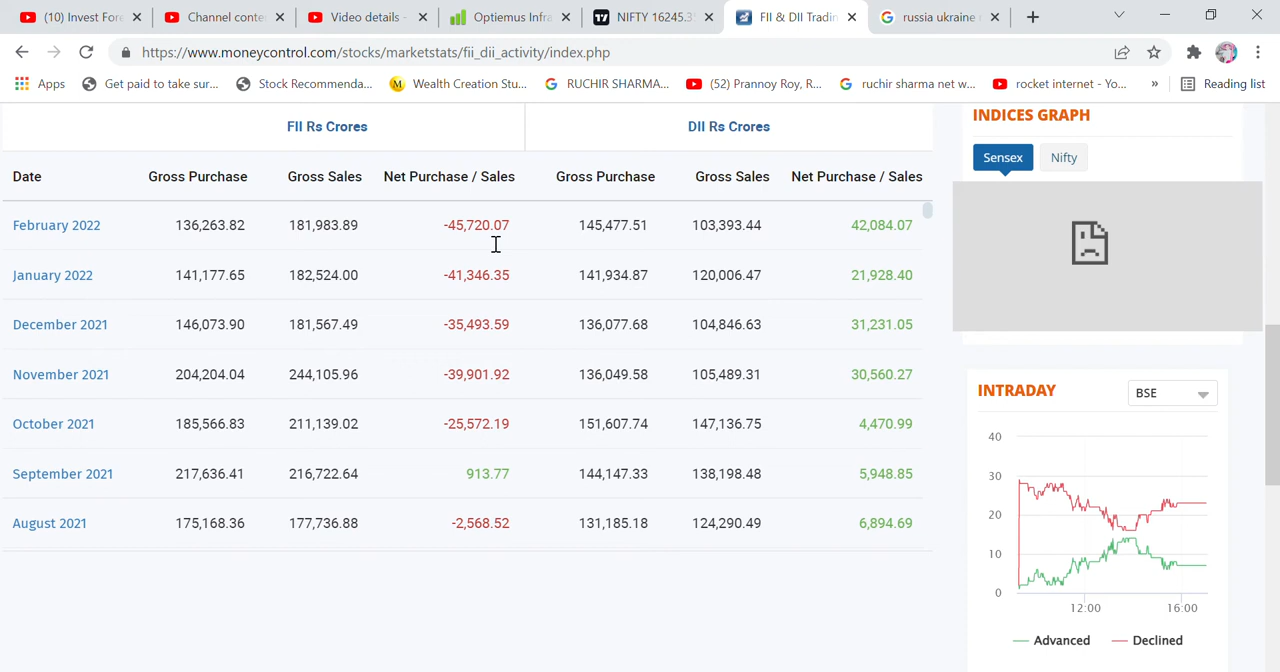 (10) Invest For
Channel conte
Video details -
Optiemus Infra
NIFTY 16245.3
FII & DII Tradin
russia ukraine
https://www.moneycontrol.com/stocks/marketstats/fii_dii_activity/index.php
Apps
Get paid to take sur...
Stock Recommenda...
Wealth Creation Stu...
RUCHIR SHARMA...
(52) Prannoy Roy, R...
ruchir sharma net w...
rocket internet - Yo...
»
Reading list
FII Rs Crores DII Rs Crores
Date Gross Purchase Gross Sales Net Purchase / Sales Gross Purchase Gross Sales Net Purchase / Sales
February 2022 136,263.82 181,983.89 -45,720.07 145,477.51 103,393.44 42,084.07
January 2022 141,177.65 182,524.00 -41,346.35 141,934.87 120,006.47 21,928.40
December 2021 146,073.90 181,567.49 -35,493.59 136,077.68 104,846.63 31,231.05
November 2021 204,204.04 244,105.96 -39,901.92 136,049.58 105,489.31 30,560.27
October 2021 185,566.83 211,139.02 -25,572.19 151,607.74 147,136.75 4,470.99
September 2021 217,636.41 216,722.64 913.77 144,147.33 138,198.48 5,948.85
August 2021 175,168.36 177,736.88 -2,568.52 131,185.18 124,290.49 6,894.69
INDICES GRAPH
Sensex Nifty
INTRADAY BSE
40
30
20
10
0
12:00 16:00
Advanced Declined